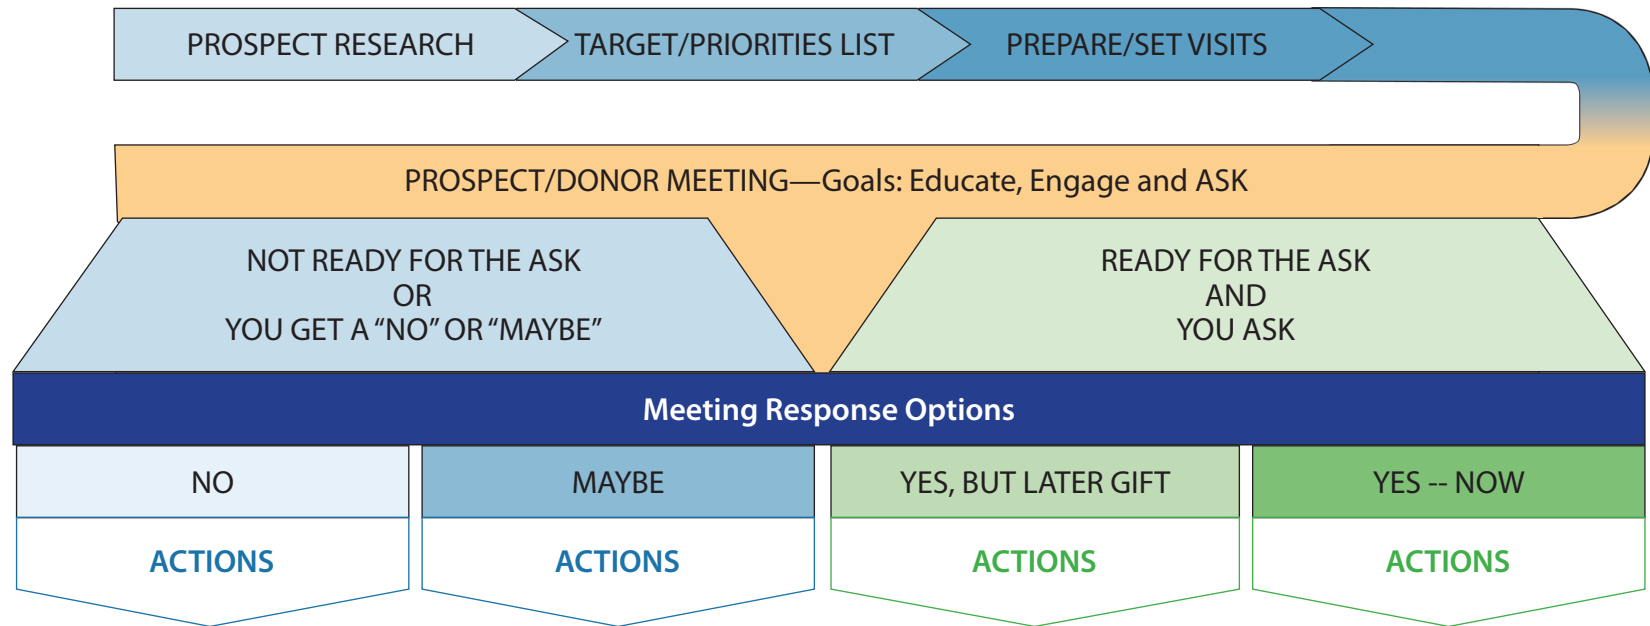 PROSPECT RESEARCH
TARGET/PRIORITIES LIST
PREPARE/SET VISITS
PROSPECT/DONOR MEETING—Goals: Educate, Engage and ASK
NOT READY FOR THE ASK
OR
YOU GET A “NO” OR “MAYBE”
READY FOR THE ASK
AND
YOU ASK
Meeting Response Options
NO
MAYBE
YES, BUT LATER GIFT
YES -- NOW
ACTIONS
ACTIONS
ACTIONS
ACTIONS